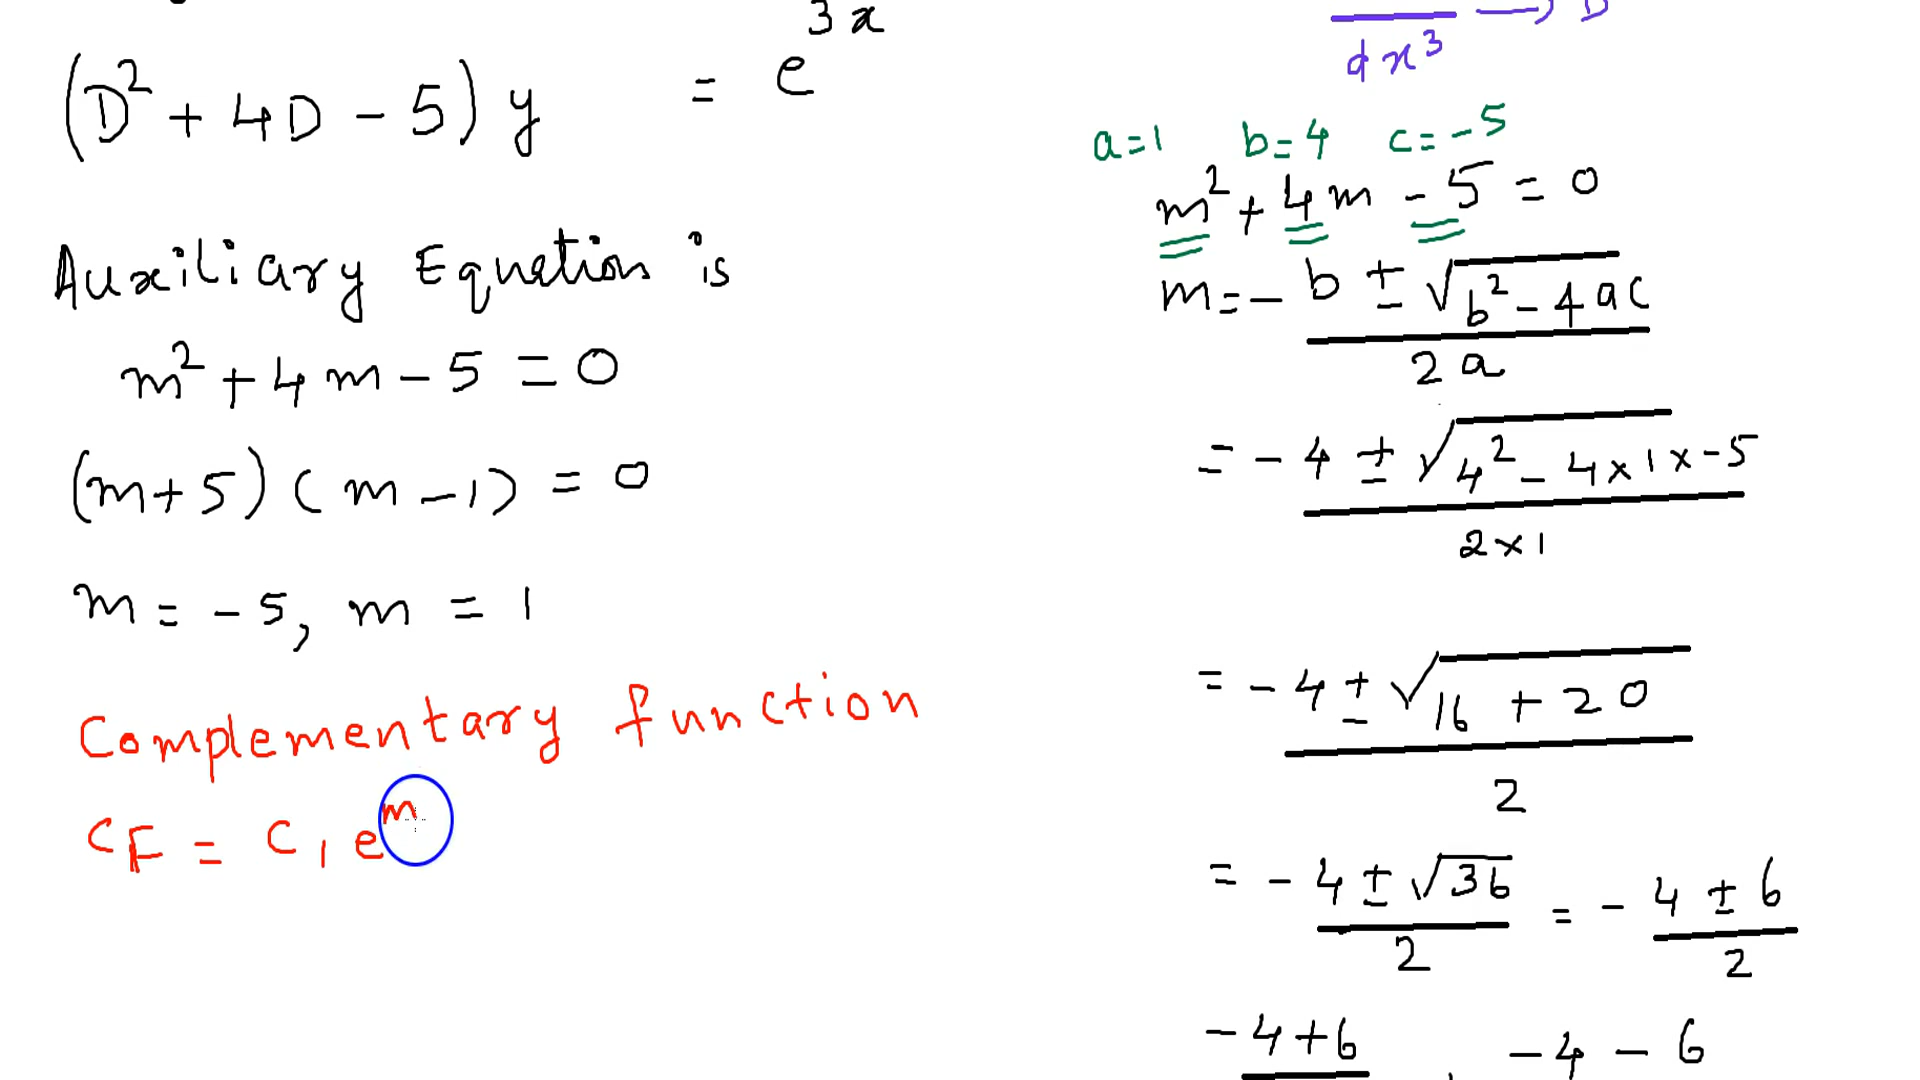 (D² + 4D - 5) y = e^{3x}
Auxiliary Equation is
m² + 4m - 5 = 0
(m+5) (m-1) = 0
m = -5, m = 1
Complementary function
CF = C₁ e^m
dx³
a=1 b=4 c=-5
m² + 4m - 5 = 0
m = - b ± √(b² - 4ac) / 2a
= - 4 ± √(4² - 4×1×-5) / 2×1
= - 4 ± √(16 + 20) / 2
= - 4 ± √36 / 2 = - 4 ± 6 / 2
-4+6 , -4-6